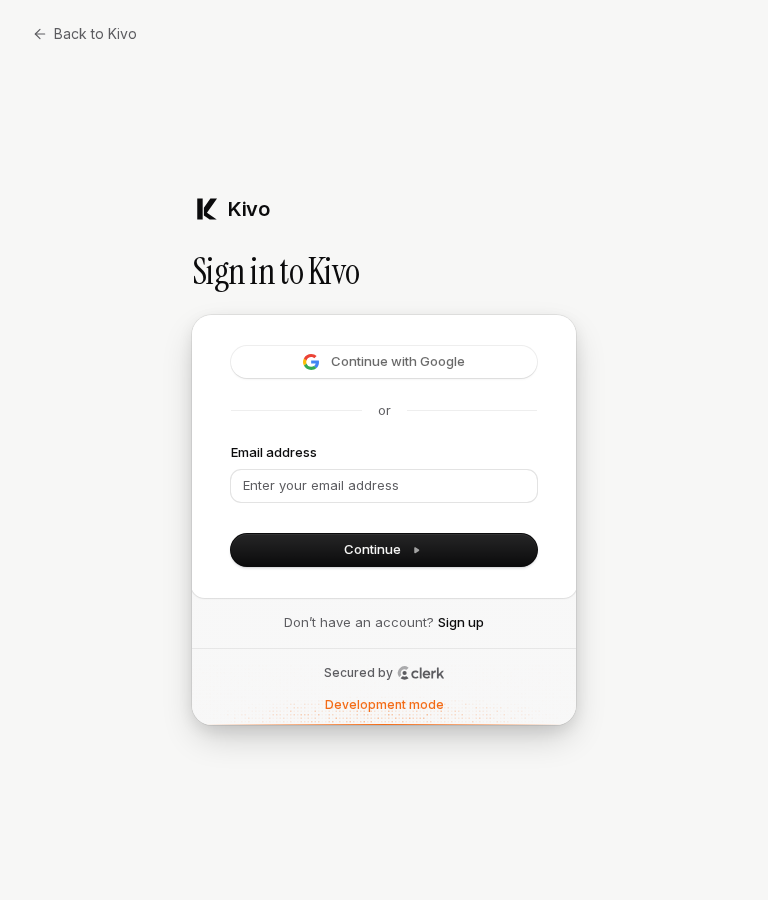 Back to Kivo
Kivo
Sign in to Kivo
Continue with Google
or
Email address
Enter your email address
Continue
Don’t have an account? Sign up
Secured by clerk
Development mode